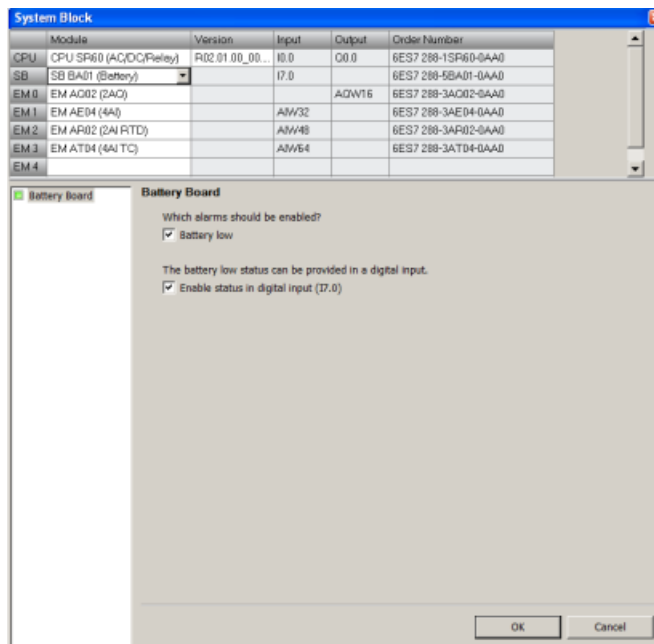 System Block
Module Version Input Output Order Number
CPU CPU SR60 (AC/DC/Relay) R02.01.00_00... I0.0 Q0.0 6ES7 288-1SR60-0AA0
SB SB BA01 (Battery) I7.0 6ES7 288-5BA01-0AA0
EM 0 EM AQ02 (2AQ) AQW16 6ES7 288-3AQ02-0AA0
EM 1 EM AE04 (4AI) AIW32 6ES7 288-3AE04-0AA0
EM 2 EM AR02 (2AI RTD) AIW48 6ES7 288-3AR02-0AA0
EM 3 EM AT04 (4AI TC) AIW64 6ES7 288-3AT04-0AA0
EM 4
Battery Board
Battery Board
Which alarms should be enabled?
Battery low
The battery low status can be provided in a digital input.
Enable status in digital input (I7.0)
OK Cancel